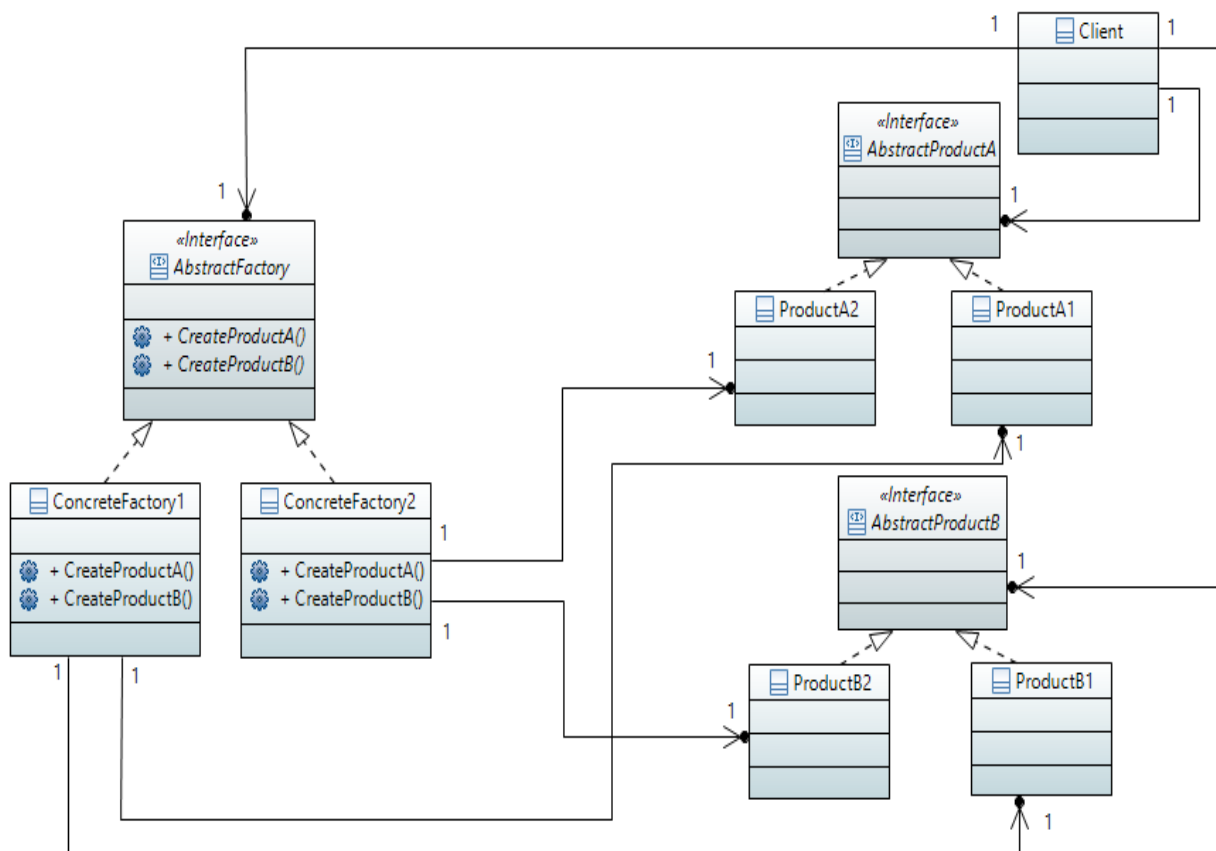 1
Client
1
1
«Interface»
AbstractProductA
1
1
«Interface»
AbstractFactory
+ CreateProductA()
+ CreateProductB()
ProductA2
ProductA1
1
1
ConcreteFactory1
+ CreateProductA()
+ CreateProductB()
ConcreteFactory2
+ CreateProductA()
+ CreateProductB()
1
1
«Interface»
AbstractProductB
1
1
1
ProductB2
ProductB1
1
1